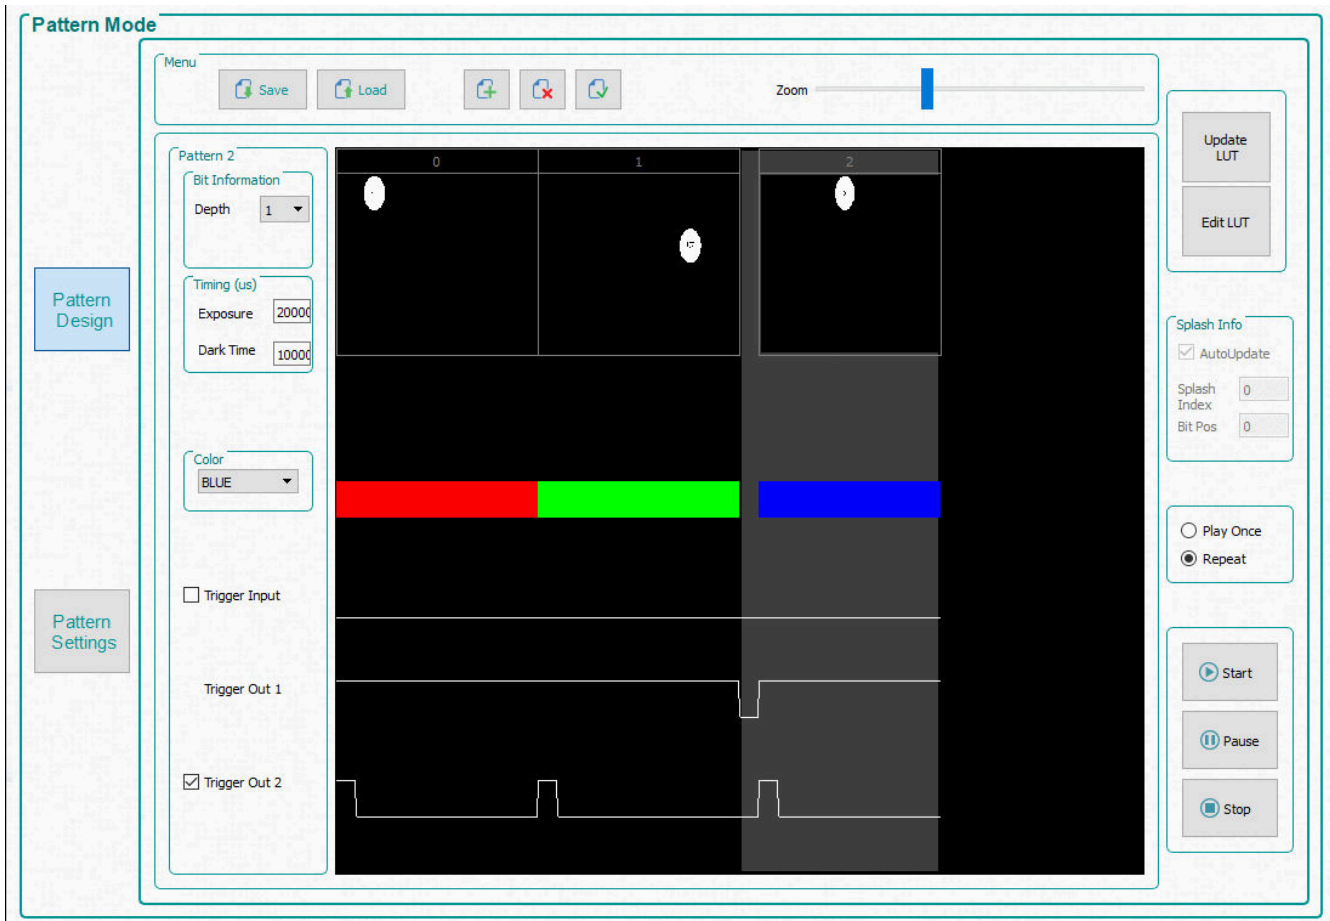 Pattern Mode
Menu
Save
Load
Zoom
Update
LUT
Edit LUT
Pattern 2
Bit Information
Depth
1
0
1
2
Timing (us)
Exposure
20000
Dark Time
10000
Pattern
Design
Splash Info
AutoUpdate
Splash
Index
0
Bit Pos
0
Color
BLUE
Play Once
Repeat
Trigger Input
Pattern
Settings
Trigger Out 1
Trigger Out 2
Start
Pause
Stop